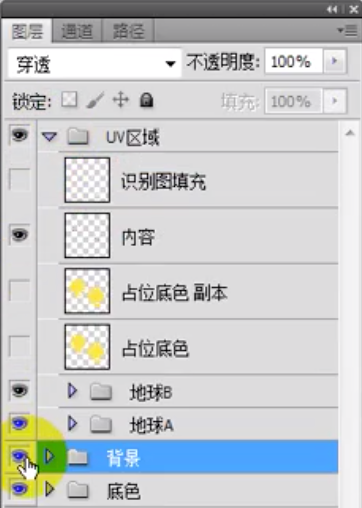 图层 通道 路径
穿透 不透明度: 100%
锁定: 填充: 100%
UV区域
识别图填充
内容
占位底色 副本
占位底色
地球B
地球A
背景
底色